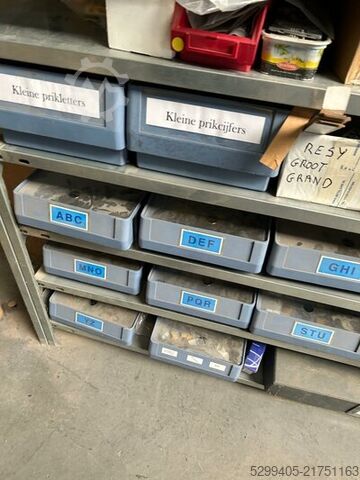 Kleine prikletters
Kleine prikcijfers
RESY
GROOT
GRAND
ABC
DEF
GHI
MNO
PQR
STU
YZ
5299405-21751163